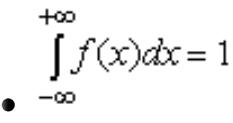 • ∫_{-∞}^{+∞} f(x)dx = 1